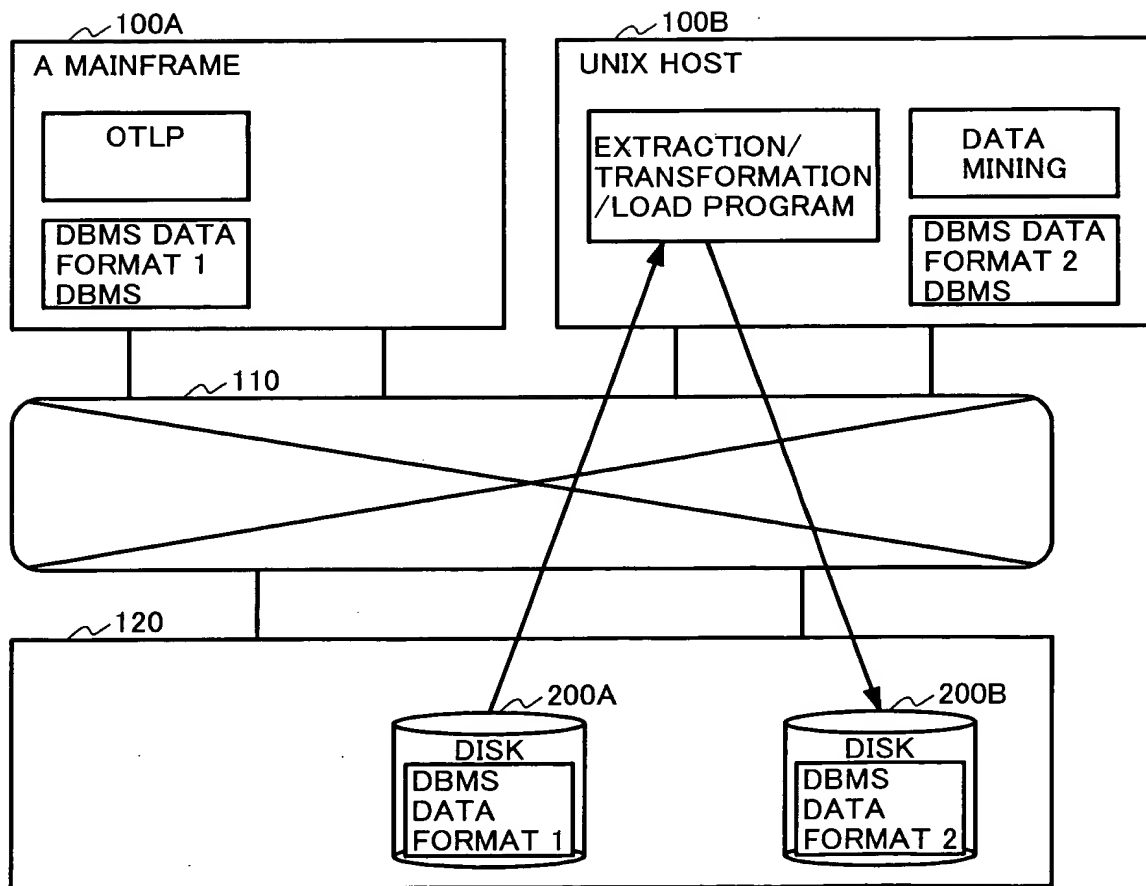 100A
A MAINFRAME
OTLP
DBMS DATA
FORMAT 1
DBMS
100B
UNIX HOST
EXTRACTION/
TRANSFORMATION
/LOAD PROGRAM
DATA
MINING
DBMS DATA
FORMAT 2
DBMS
110
120
200A
DISK
DBMS
DATA
FORMAT 1
200B
DISK
DBMS
DATA
FORMAT 2